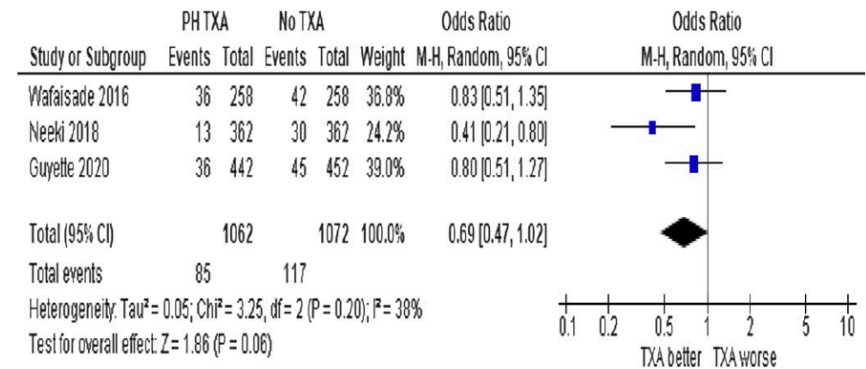 PH TXA No TXA Odds Ratio Odds Ratio
Study or Subgroup Events Total Events Total Weight M-H, Random, 95% CI M-H, Random, 95% CI
Wafaisade 2016 36 258 42 258 36.8% 0.83 [0.51, 1.35]
Neeki 2018 13 362 30 362 24.2% 0.41 [0.21, 0.80]
Guyette 2020 36 442 45 452 39.0% 0.80 [0.51, 1.27]
Total (95% CI) 1062 1072 100.0% 0.69 [0.47, 1.02]
Total events 85 117
Heterogeneity: Tau² = 0.05; Chi² = 3.25, df = 2 (P = 0.20); I² = 38%
Test for overall effect: Z = 1.86 (P = 0.06)
0.1 0.2 0.5 1 2 5 10
TXA better TXA worse